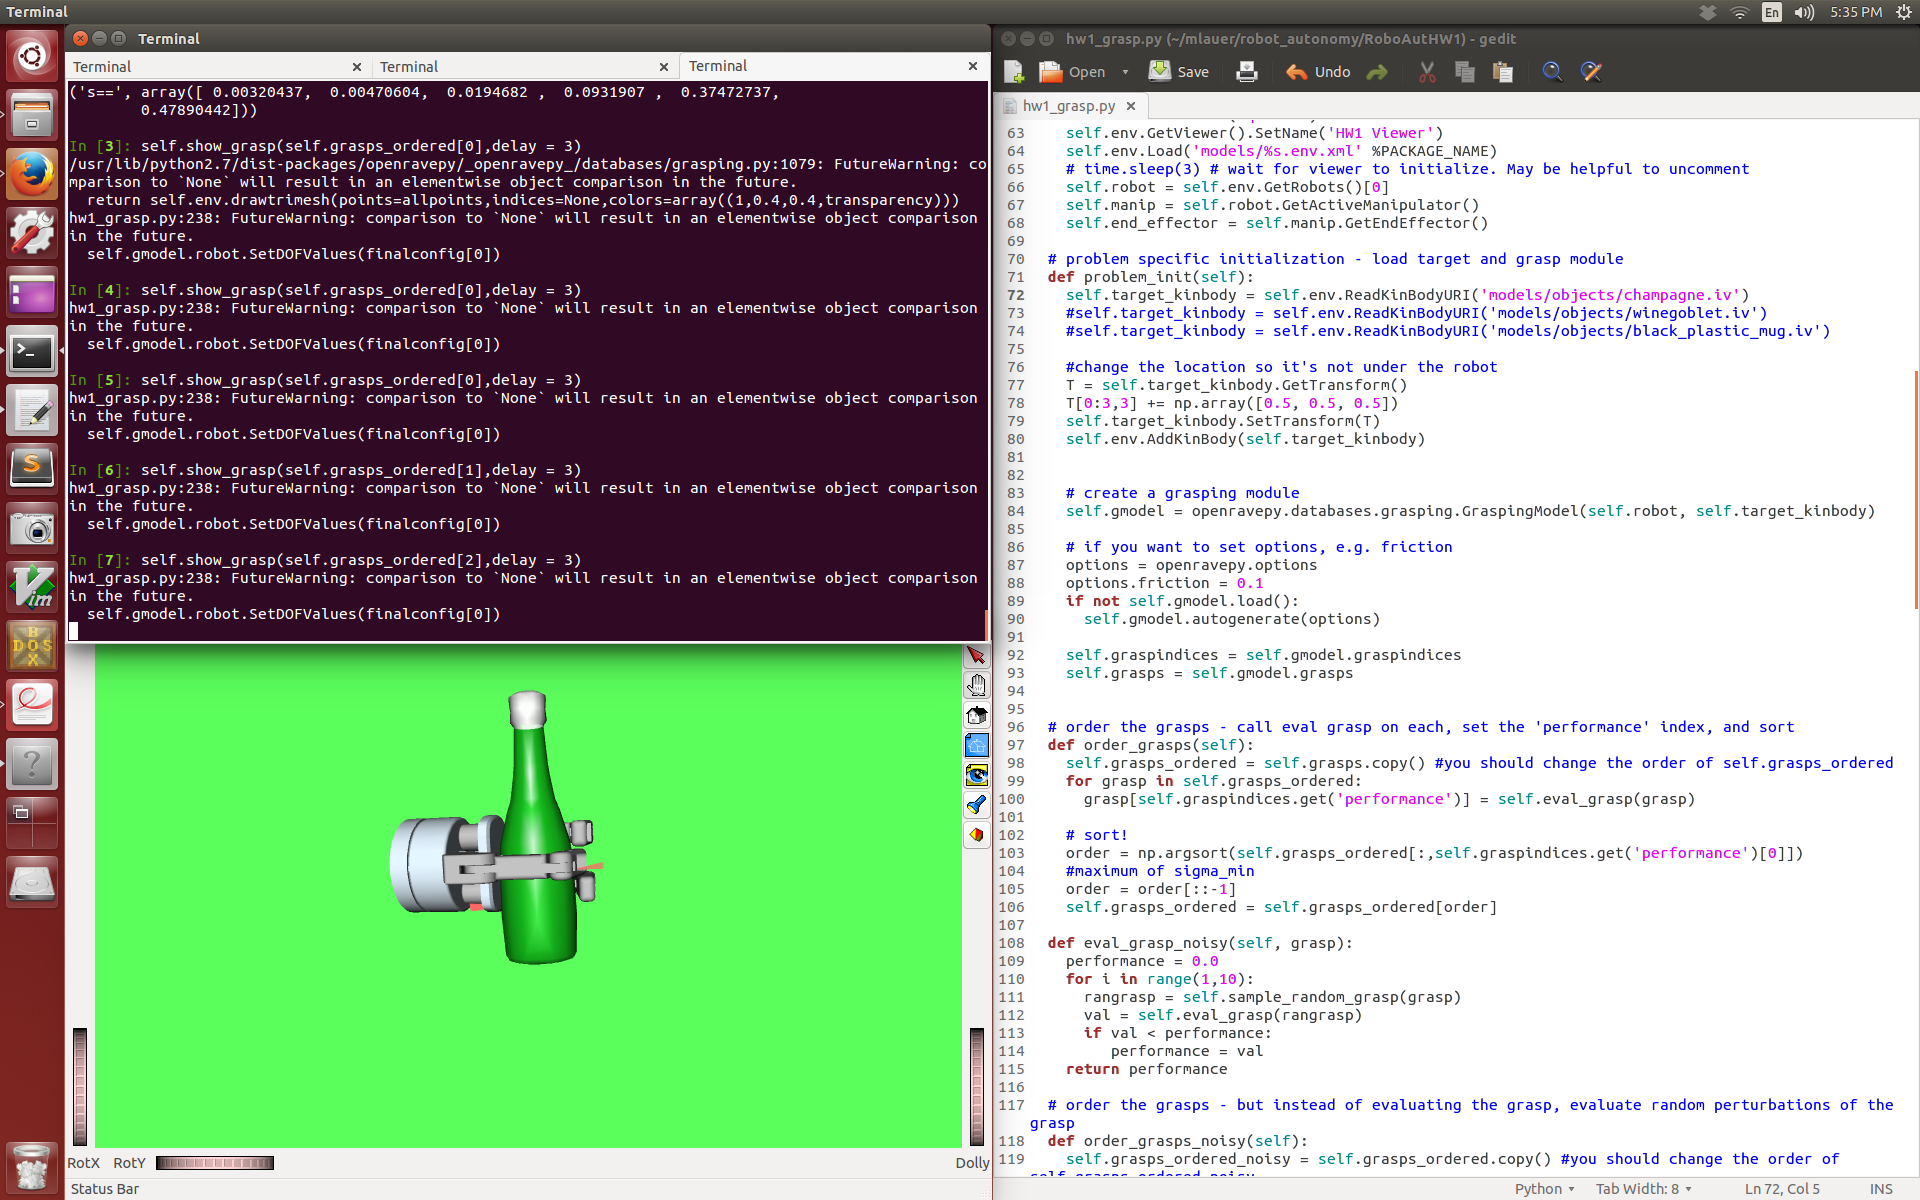 Terminal
En
5:35 PM
Terminal
Terminal
Terminal
Terminal
('s==', array([ 0.00320437,  0.00470604,  0.0194682 ,  0.0931907 ,  0.37472737,
        0.47890442]))
In [3]: self.show_grasp(self.grasps_ordered[0],delay = 3)
/usr/lib/python2.7/dist-packages/openravepy/_openravepy_/databases/grasping.py:1079: FutureWarning: co
mparison to `None` will result in an elementwise object comparison in the future.
  return self.env.drawtrimesh(points=allpoints,indices=None,colors=array((1,0.4,0.4,transparency)))
hw1_grasp.py:238: FutureWarning: comparison to `None` will result in an elementwise object comparison
in the future.
  self.gmodel.robot.SetDOFValues(finalconfig[0])
In [4]: self.show_grasp(self.grasps_ordered[0],delay = 3)
hw1_grasp.py:238: FutureWarning: comparison to `None` will result in an elementwise object comparison
in the future.
  self.gmodel.robot.SetDOFValues(finalconfig[0])
In [5]: self.show_grasp(self.grasps_ordered[0],delay = 3)
hw1_grasp.py:238: FutureWarning: comparison to `None` will result in an elementwise object comparison
in the future.
  self.gmodel.robot.SetDOFValues(finalconfig[0])
In [6]: self.show_grasp(self.grasps_ordered[1],delay = 3)
hw1_grasp.py:238: FutureWarning: comparison to `None` will result in an elementwise object comparison
in the future.
  self.gmodel.robot.SetDOFValues(finalconfig[0])
In [7]: self.show_grasp(self.grasps_ordered[2],delay = 3)
hw1_grasp.py:238: FutureWarning: comparison to `None` will result in an elementwise object comparison
in the future.
  self.gmodel.robot.SetDOFValues(finalconfig[0])
RotX RotY
Dolly
Status Bar
hw1_grasp.py (~/mlauer/robot_autonomy/RoboAutHW1) - gedit
Open Save Undo
hw1_grasp.py
63     self.env.GetViewer().SetName('HW1 Viewer')
64     self.env.Load('models/%s.env.xml' %PACKAGE_NAME)
65     # time.sleep(3) # wait for viewer to initialize. May be helpful to uncomment
66     self.robot = self.env.GetRobots()[0]
67     self.manip = self.robot.GetActiveManipulator()
68     self.end_effector = self.manip.GetEndEffector()
69
70   # problem specific initialization - load target and grasp module
71   def problem_init(self):
72     self.target_kinbody = self.env.ReadKinBodyURI('models/objects/champagne.iv')
73     #self.target_kinbody = self.env.ReadKinBodyURI('models/objects/winegoblet.iv')
74     #self.target_kinbody = self.env.ReadKinBodyURI('models/objects/black_plastic_mug.iv')
75
76     #change the location so it's not under the robot
77     T = self.target_kinbody.GetTransform()
78     T[0:3,3] += np.array([0.5, 0.5, 0.5])
79     self.target_kinbody.SetTransform(T)
80     self.env.AddKinBody(self.target_kinbody)
81
82
83     # create a grasping module
84     self.gmodel = openravepy.databases.grasping.GraspingModel(self.robot, self.target_kinbody)
85
86     # if you want to set options, e.g. friction
87     options = openravepy.options
88     options.friction = 0.1
89     if not self.gmodel.load():
90       self.gmodel.autogenerate(options)
91
92     self.graspindices = self.gmodel.graspindices
93     self.grasps = self.gmodel.grasps
94
95
96   # order the grasps - call eval grasp on each, set the 'performance' index, and sort
97   def order_grasps(self):
98     self.grasps_ordered = self.grasps.copy() #you should change the order of self.grasps_ordered
99     for grasp in self.grasps_ordered:
100       grasp[self.graspindices.get('performance')] = self.eval_grasp(grasp)
101
102     # sort!
103     order = np.argsort(self.grasps_ordered[:,self.graspindices.get('performance')[0]])
104     #maximum of sigma_min
105     order = order[::-1]
106     self.grasps_ordered = self.grasps_ordered[order]
107
108   def eval_grasp_noisy(self, grasp):
109     performance = 0.0
110     for i in range(1,10):
111       rangrasp = self.sample_random_grasp(grasp)
112       val = self.eval_grasp(rangrasp)
113       if val < performance:
114          performance = val
115     return performance
116
117   # order the grasps - but instead of evaluating the grasp, evaluate random perturbations of the
grasp
118   def order_grasps_noisy(self):
119     self.grasps_ordered_noisy = self.grasps_ordered.copy() #you should change the order of
Python Tab Width: 8 Ln 72, Col 5 INS